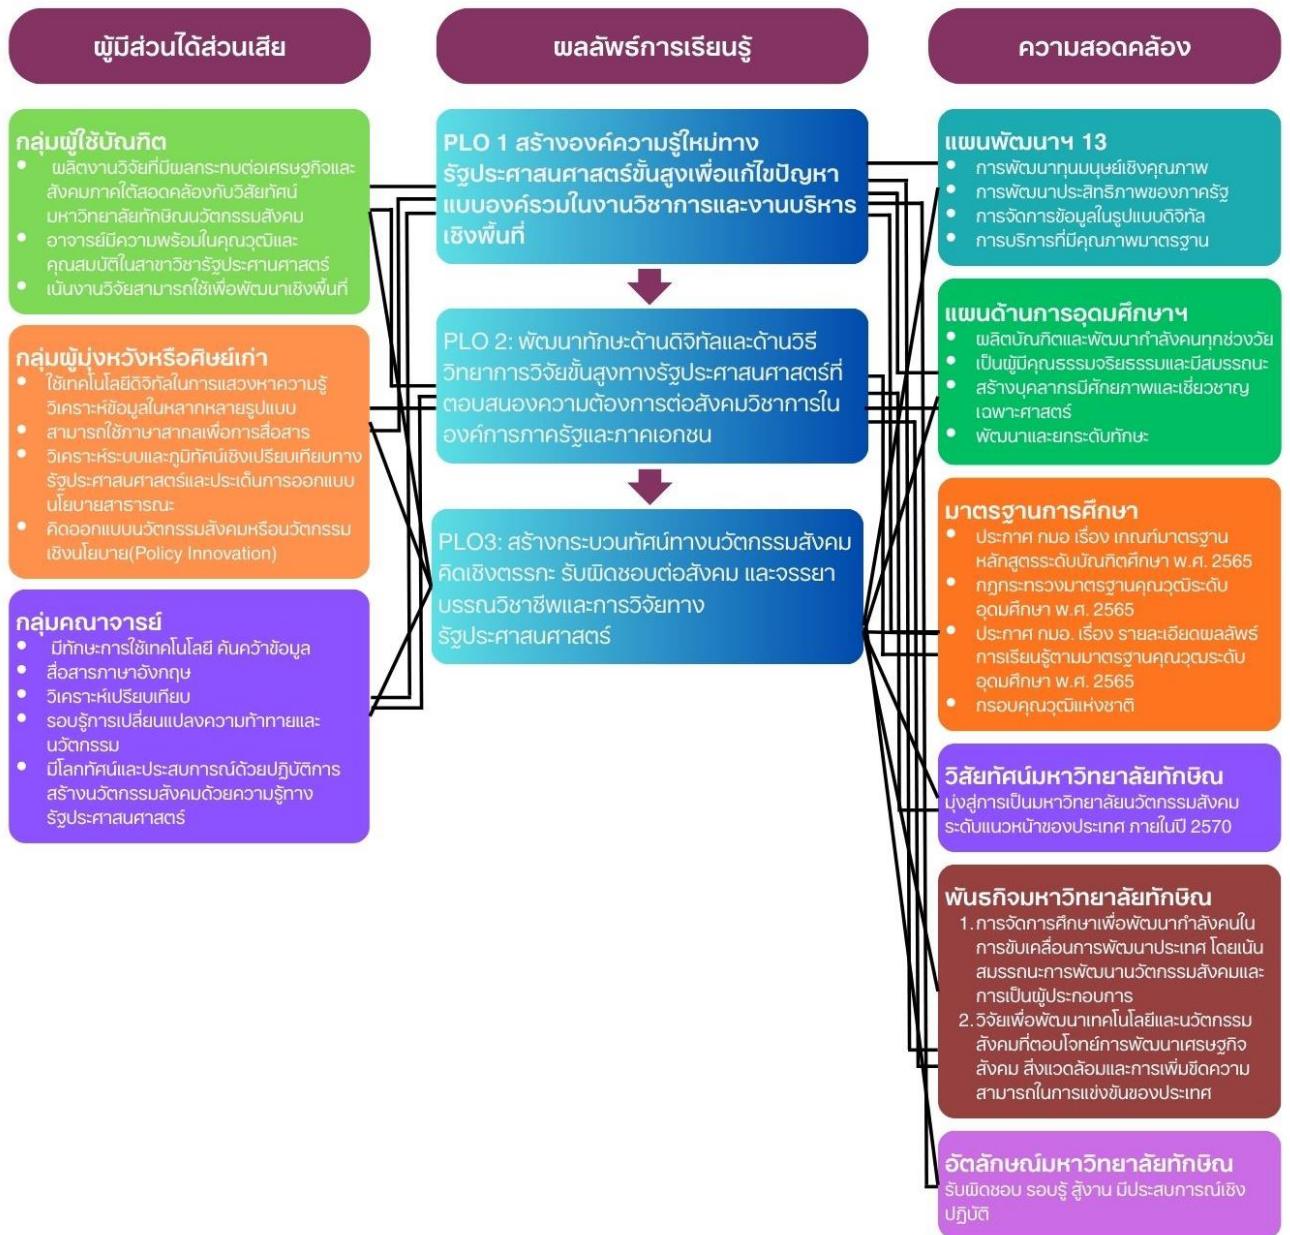 ผู้มีส่วนได้ส่วนเสีย
กลุ่มผู้ใช้บัณฑิต
ผลิตงานวิจัยที่มีผลกระทบต่อเศรษฐกิจและ
สังคมภาคใต้สอดคล้องกับวิสัยทัศน์
มหาวิทยาลัยทักษิณนวัตกรรมสังคม
อาจารย์มีความพร้อมในคุณวุฒิและ
คุณสมบัติในสาขาวิชารัฐประศานศาสตร์
เน้นงานวิจัยสามารถใช้เพื่อพัฒนาเชิงพื้นที่
กลุ่มผู้มุ่งหวังหรือศิษย์เก่า
ใช้เทคโนโลยีดิจิทัลในการแสวงหาความรู้
วิเคราะห์ข้อมูลในหลากหลายรูปแบบ
สามารถใช้ภาษาสากลเพื่อการสื่อสาร
วิเคราะห์ระบบและภูมิทัศน์เชิงเปรียบเทียบทาง
รัฐประศาสนศาสตร์และประเด็นการออกแบบ
นโยบายสาธารณะ
คิดออกแบบนวัตกรรมสังคมหรือนวัตกรรม
เชิงนโยบาย(Policy Innovation)
กลุ่มคณาจารย์
มีทักษะการใช้เทคโนโลยี ค้นคว้าข้อมูล
สื่อสารภาษาอังกฤษ
วิเคราะห์เปรียบเทียบ
รอบรู้การเปลี่ยนแปลงความท้าทายและ
นวัตกรรม
มีโลกทัศน์และประสบการณ์ด้วยปฏิบัติการ
สร้างนวัตกรรมสังคมด้วยความรู้ทาง
รัฐประศาสนศาสตร์
ผลลัพธ์การเรียนรู้
PLO 1 สร้างองค์ความรู้ใหม่ทาง
รัฐประศาสนศาสตร์ขั้นสูงเพื่อแก้ไขปัญหา
แบบองค์รวมในงานวิชาการและงานบริหาร
เชิงพื้นที่
PLO 2: พัฒนาทักษะด้านดิจิทัลและด้านวิธี
วิทยาการวิจัยขั้นสูงทางรัฐประศาสนศาสตร์ที่
ตอบสนองความต้องการต่อสังคมวิชาการใน
องค์การภาครัฐและภาคเอกชน
PLO3: สร้างกระบวนทัศน์ทางนวัตกรรมสังคม
คิดเชิงตรรกะ รับผิดชอบต่อสังคม และจรรยา
บรรณวิชาชีพและการวิจัยทาง
รัฐประศาสนศาสตร์
ความสอดคล้อง
แผนพัฒนาฯ 13
การพัฒนาทุนมนุษย์เชิงคุณภาพ
การพัฒนาประสิทธิภาพของภาครัฐ
การจัดการข้อมูลในรูปแบบดิจิทัล
การบริการที่มีคุณภาพมาตรฐาน
แผนด้านการอุดมศึกษาฯ
ผลิตบัณฑิตและพัฒนากำลังคนทุกช่วงวัย
เป็นผู้มีคุณธรรมจริยธรรมและมีสมรรถนะ
สร้างบุคลากรมีศักยภาพและเชี่ยวชาญ
เฉพาะศาสตร์
พัฒนาและยกระดับทักษะ
มาตรฐานการศึกษา
ประกาศ กมอ เรื่อง เกณฑ์มาตรฐาน
หลักสูตรระดับบัณฑิตศึกษา พ.ศ. 2565
กฎกระทรวงมาตรฐานคุณวุฒิระดับ
อุดมศึกษา พ.ศ. 2565
ประกาศ กมอ. เรื่อง รายละเอียดผลลัพธ์
การเรียนรู้ตามมาตรฐานคุณวุฒระดับ
อุดมศึกษา พ.ศ. 2565
กรอบคุณวุฒิแห่งชาติ
วิสัยทัศน์มหาวิทยาลัยทักษิณ
มุ่งสู่การเป็นมหาวิทยาลัยนวัตกรรมสังคม
ระดับแนวหน้าของประเทศ ภายในปี 2570
พันธกิจมหาวิทยาลัยทักษิณ
1. การจัดการศึกษาเพื่อพัฒนากำลังคนใน
การขับเคลื่อนการพัฒนาประเทศ โดยเน้น
สมรรถนะการพัฒนานวัตกรรมสังคมและ
การเป็นผู้ประกอบการ
2. วิจัยเพื่อพัฒนาเทคโนโลยีและนวัตกรรม
สังคมที่ตอบโจทย์การพัฒนาเศรษฐกิจ
สังคม สิ่งแวดล้อมและการเพิ่มขีดความ
สามารถในการแข่งขันของประเทศ
อัตลักษณ์มหาวิทยาลัยทักษิณ
รับผิดชอบ รอบรู้ สู้งาน มีประสบการณ์เชิง
ปฏิบัติ